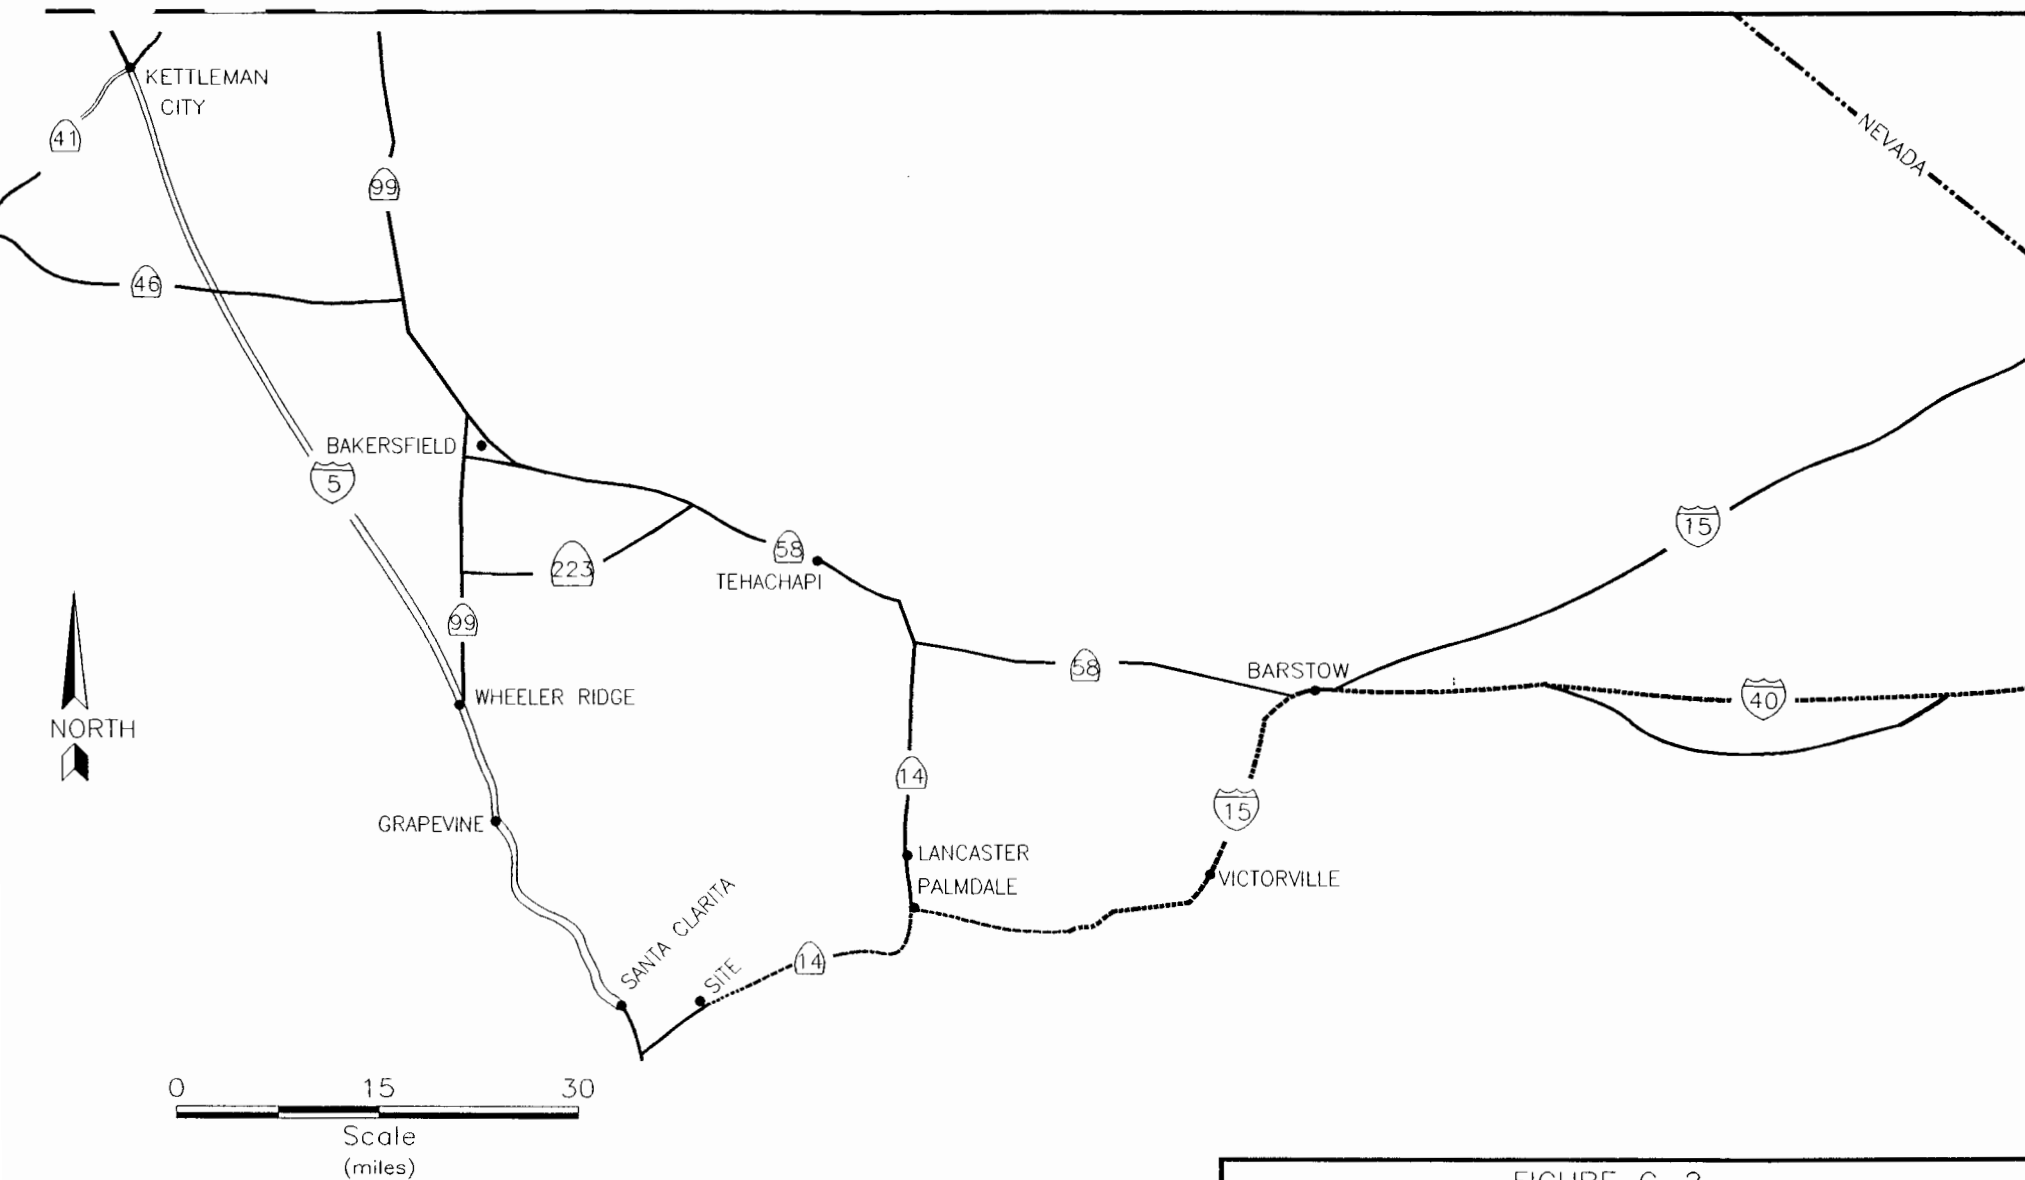 KETTLEMAN
CITY
41
99
NEVADA
46
BAKERSFIELD
5
15
223
58
TEHACHAPI
99
58
BARSTOW
40
WHEELER RIDGE
NORTH
14
15
GRAPEVINE
LANCASTER
PALMDALE
VICTORVILLE
SANTA CLARITA
SITE
14
0 15 30
Scale
(miles)